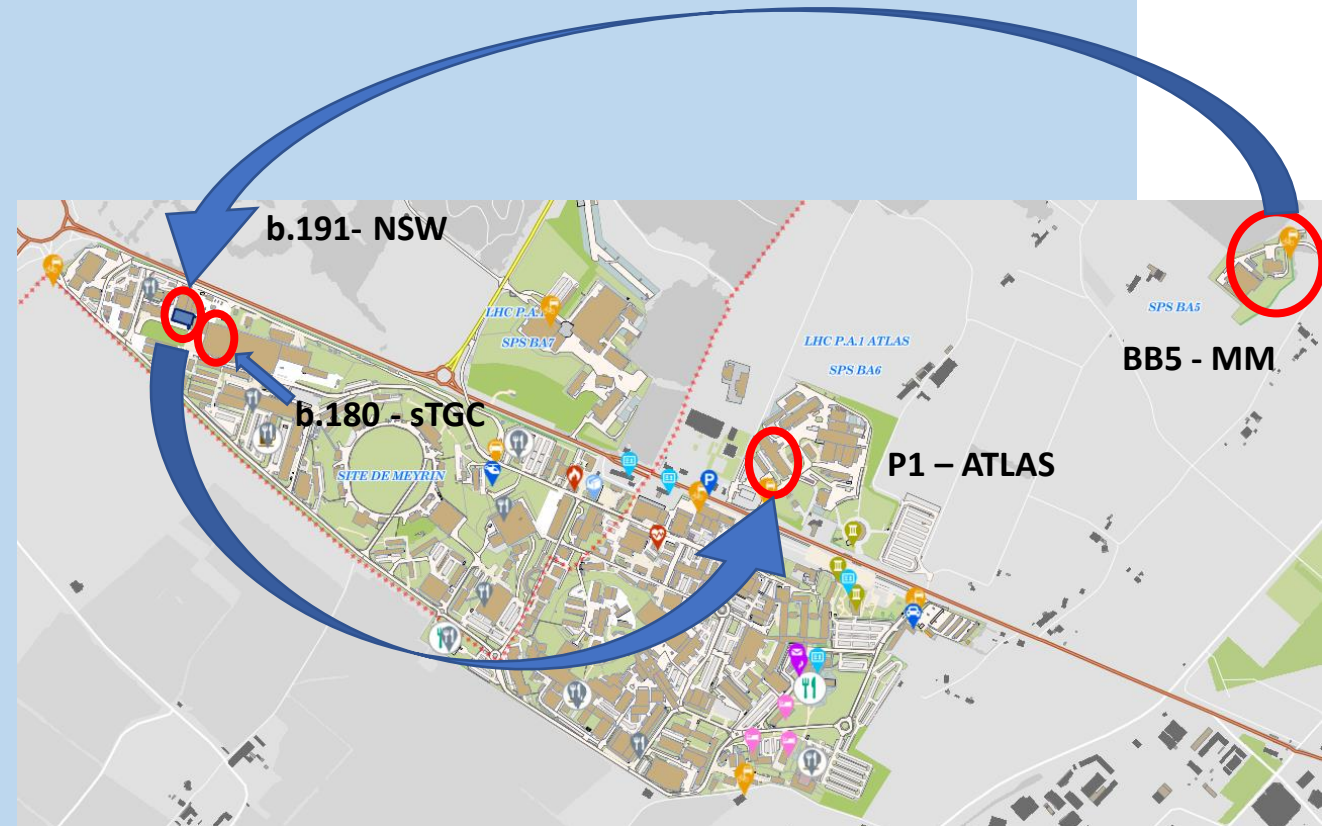 b.191- NSW
LHC P.A.1
SPS BA7
LHC P.A.1 ATLAS
SPS BA6
SPS BA5
BB5 - MM
b.180 - sTGC
SITE DE MEYRIN
P1 – ATLAS
P